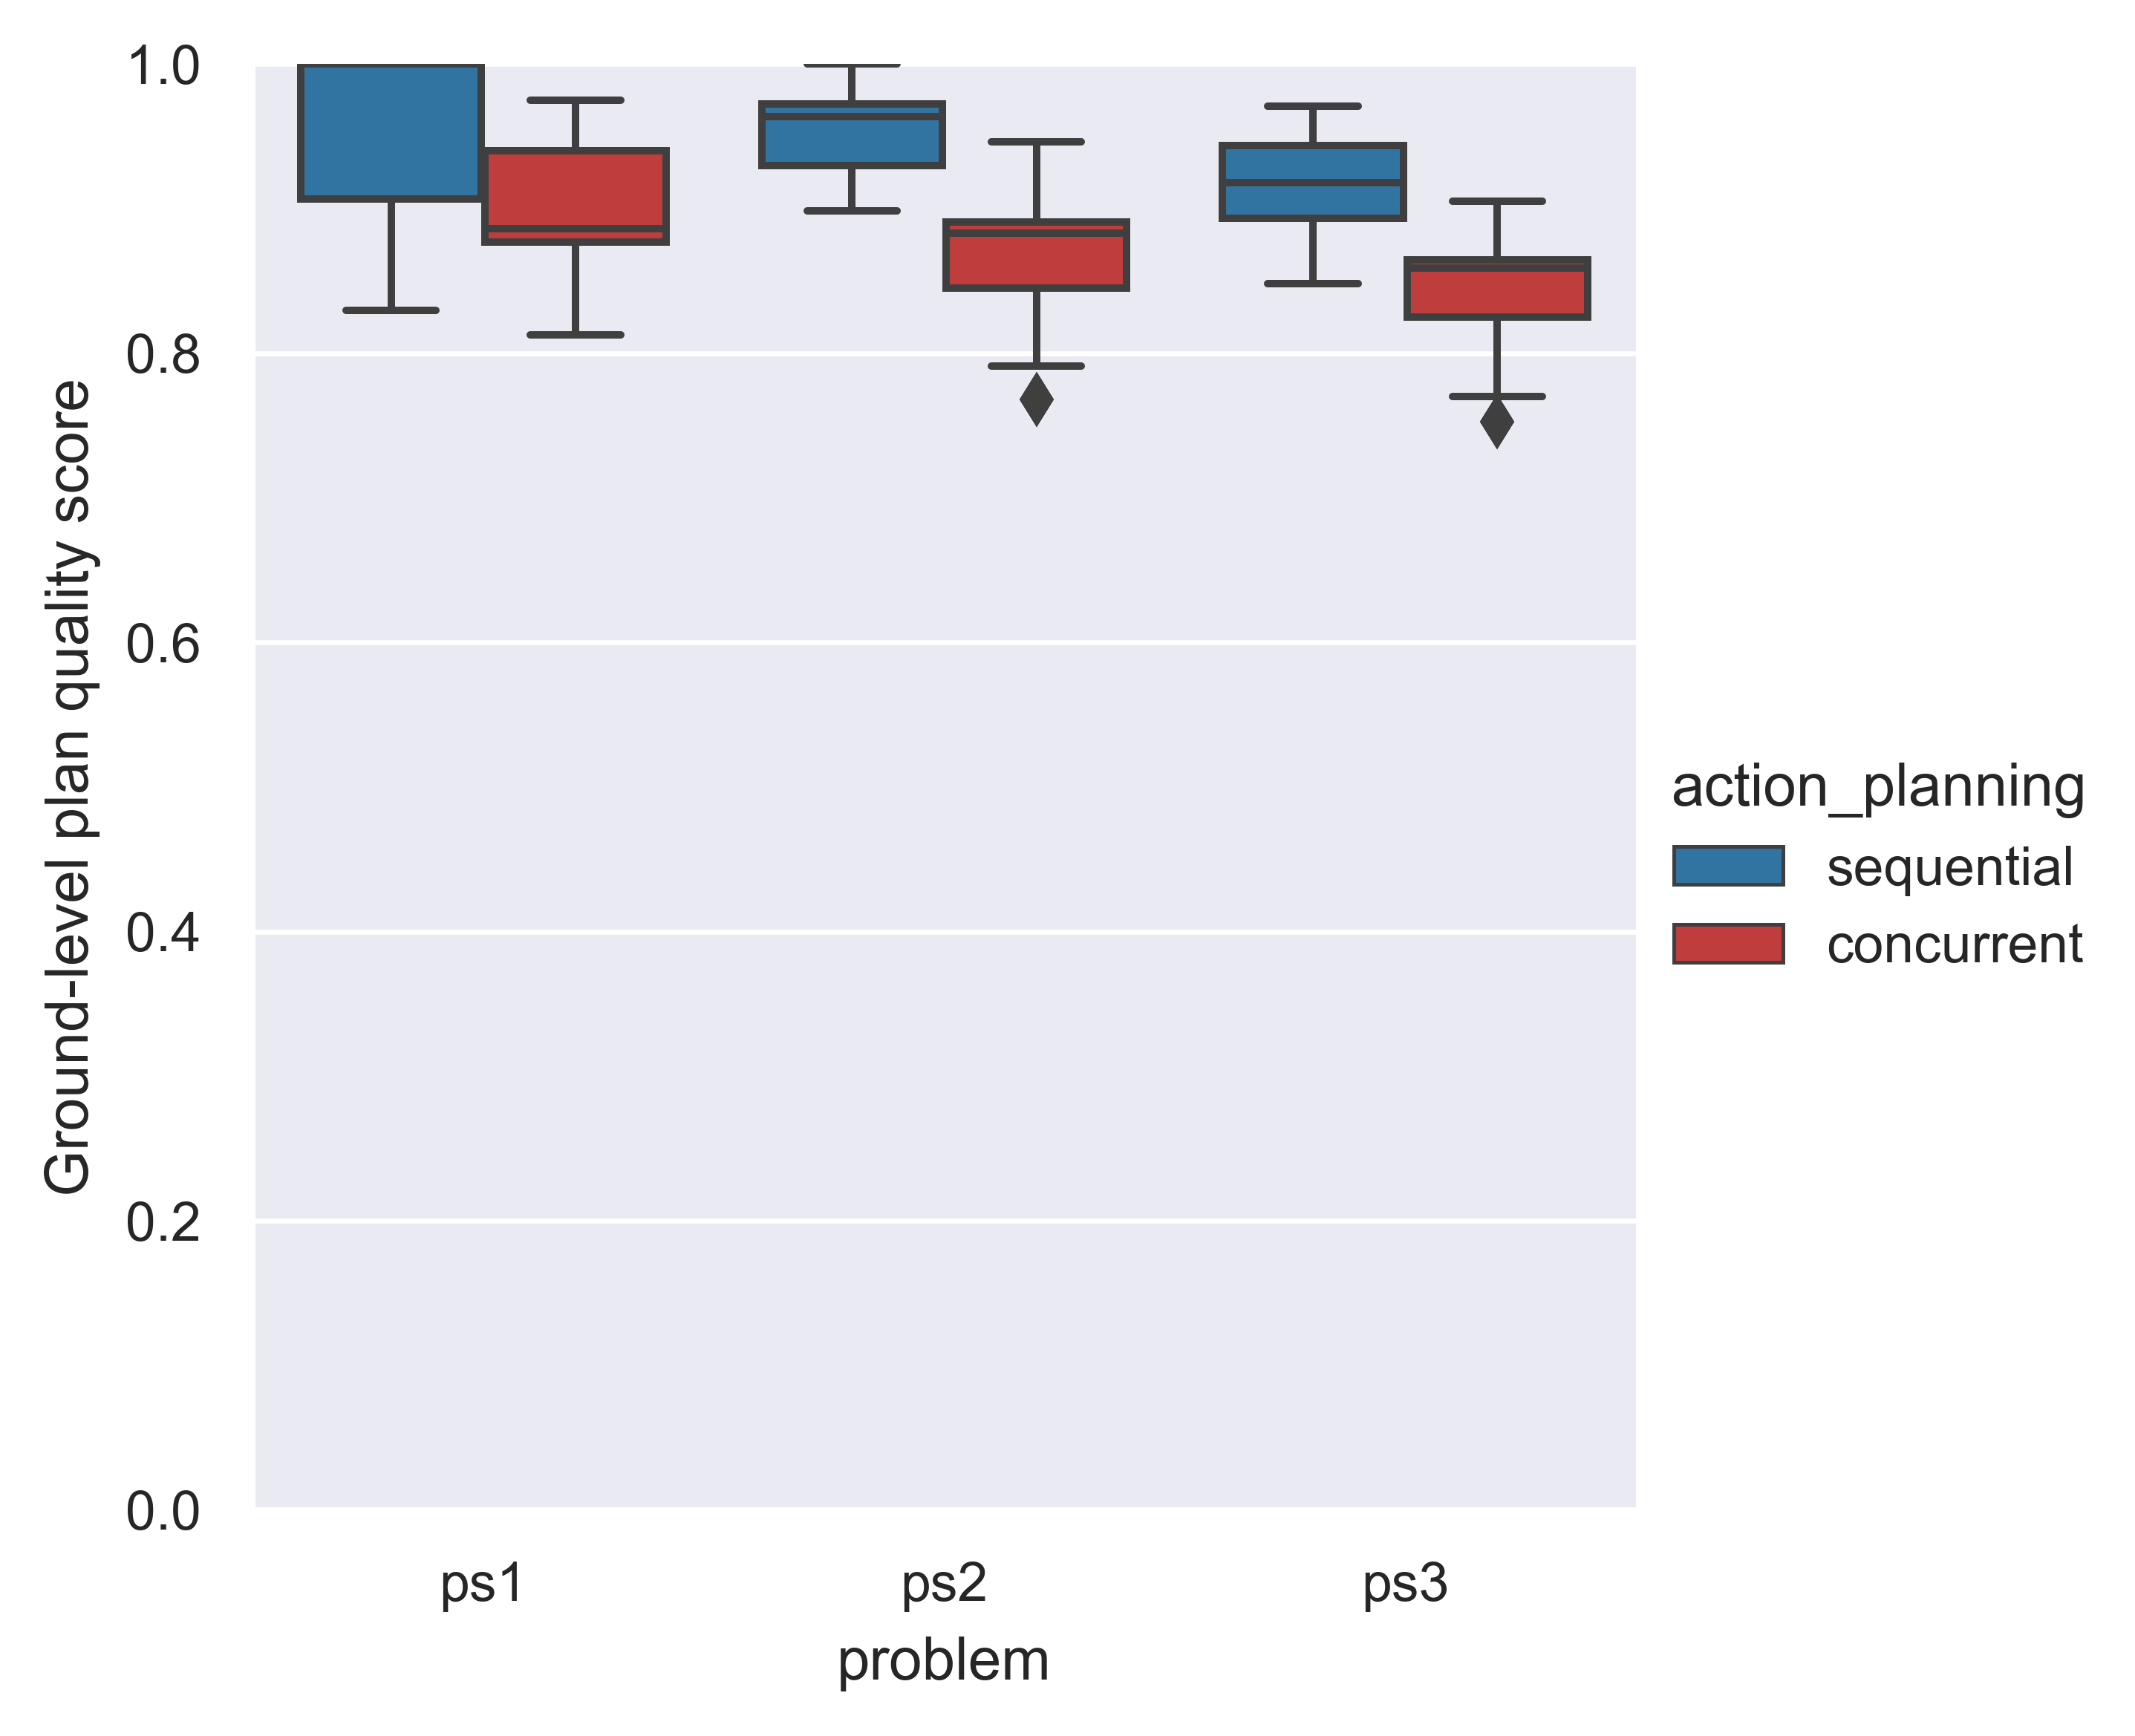 1.0
0.8
0.6
0.4
0.2
0.0
Ground-level plan quality score
ps1 ps2 ps3
problem
action_planning
sequential
concurrent